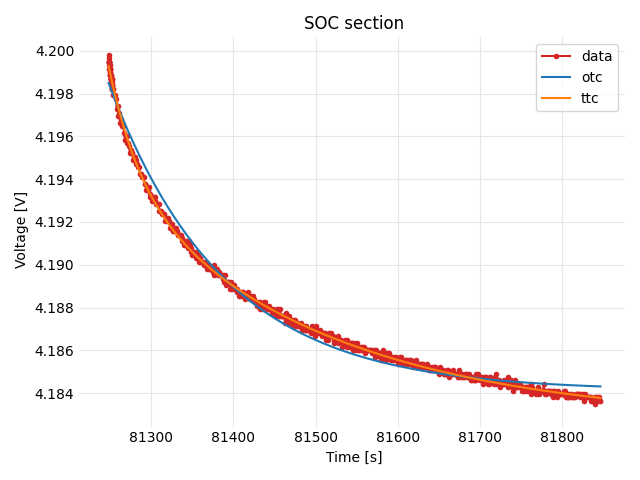 SOC section
4.200
4.198
4.196
4.194
4.192
4.190
4.188
4.186
4.184
Voltage [V]
data
otc
ttc
81300 81400 81500 81600 81700 81800
Time [s]